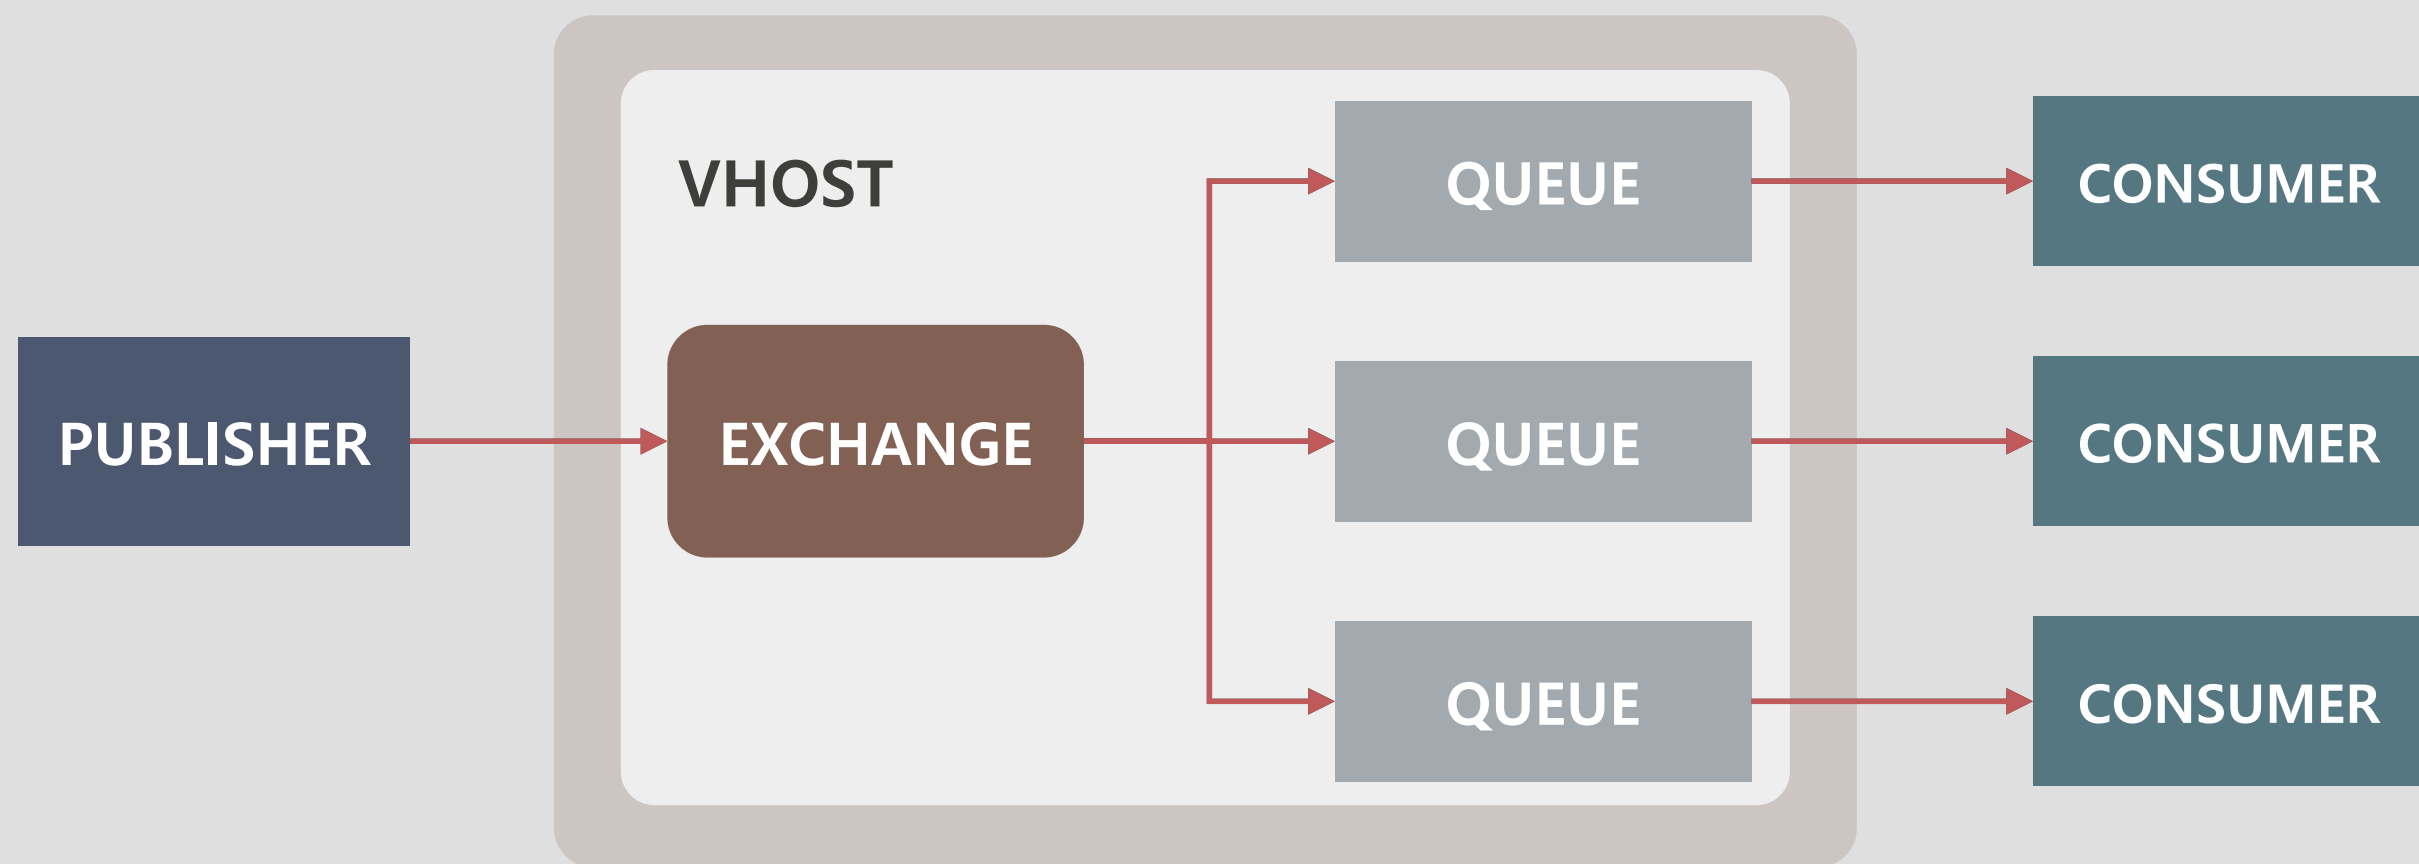 VHOST
QUEUE
CONSUMER
PUBLISHER
EXCHANGE
QUEUE
CONSUMER
QUEUE
CONSUMER